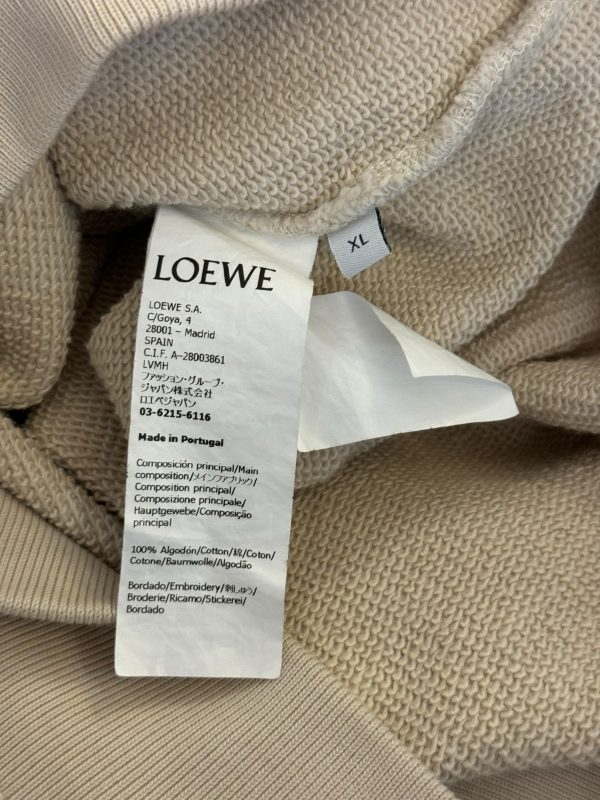 LOEWE
XL
LOEWE S.A.
C/Goya, 4
28001 – Madrid
SPAIN
C.I.F. A-28003861
LVMH
ファッション・グループ・
ジャパン株式会社
ロエベジャパン
03-6215-6116
Made in Portugal
Composición principal/Main
composition/メインファブリック/
Composition principal/
Composizione principale/
Hauptgewebe/Composição
principal
100% Algodón/Cotton/綿/Coton/
Cotone/Baumwolle/Algodão
Bordado/Embroidery/刺しゅう/
Broderie/Ricamo/Stickerei/
Bordado